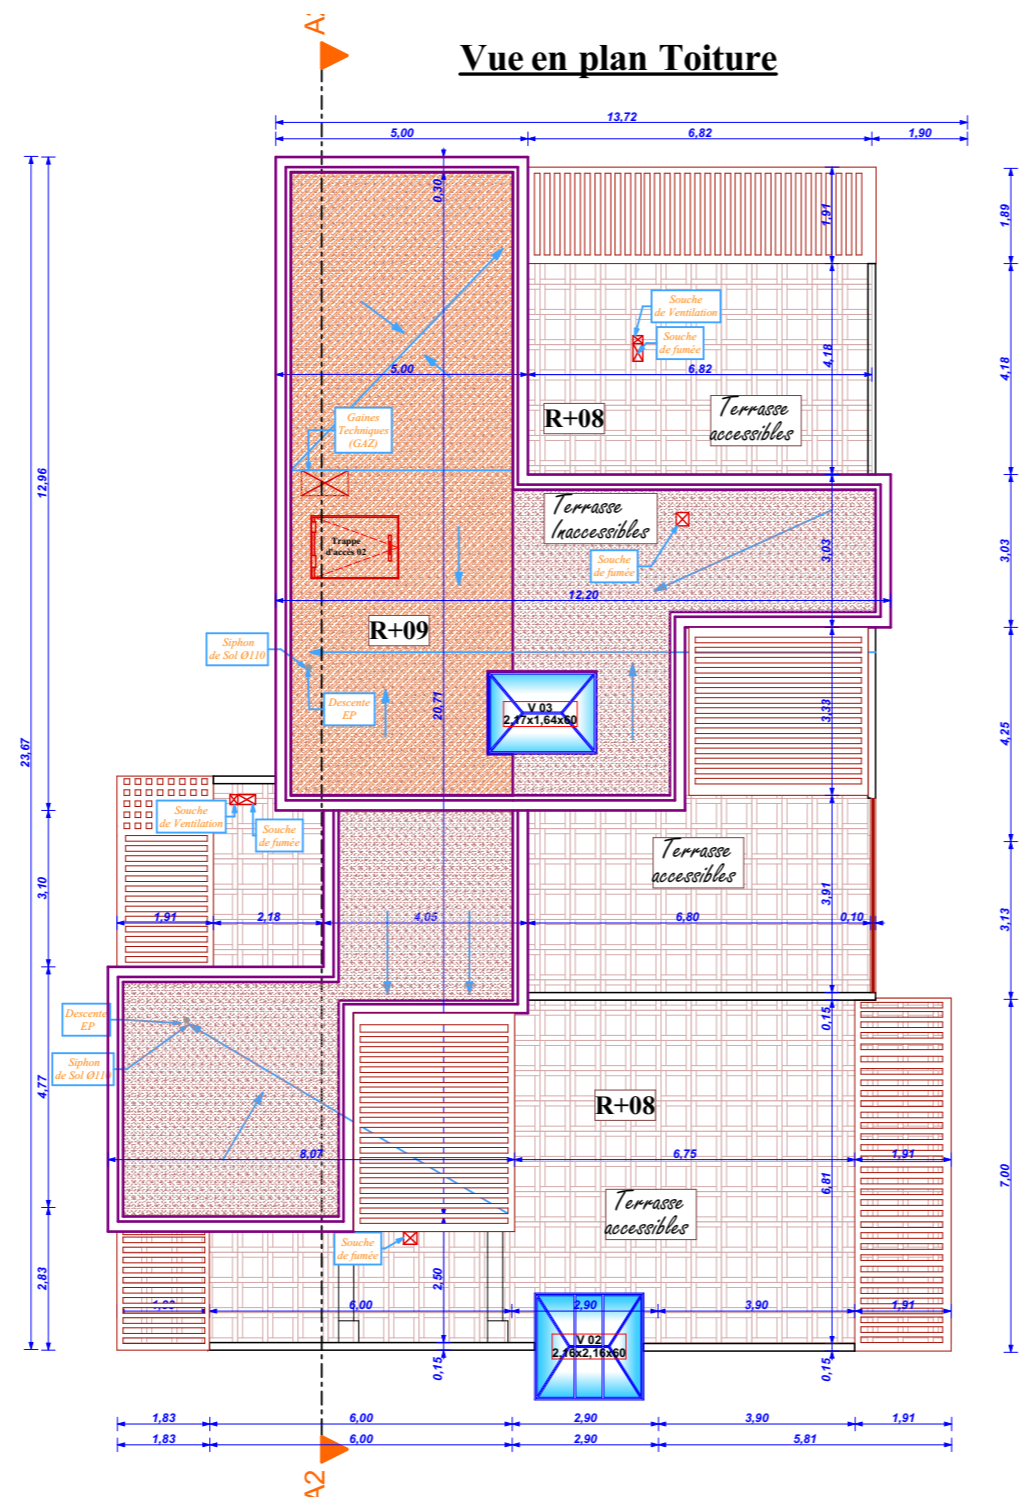 A2
Vue en plan Toiture
13,72
5,00
6,82
1,90
0,30
1,91
1,89
Souche
de Ventilation
Souche
de fumée
4,18
4,18
5,00
6,82
Gaines
Techniques
(GAZ)
R+08
Terrasse
accessibles
12,96
Terrasse
Inaccessibles
Trappe
d'accès 02
Souche
de fumée
3,03
3,03
12,20
R+09
Siphon
de Sol Ø110
Descente
EP
20,71
V 03
2,17x1,64x60
3,33
4,25
23,67
Souche
de Ventilation
Souche
de fumée
Terrasse
accessibles
3,10
3,91
3,13
1,91
2,18
4,05
6,80
0,10
Descente
EP
Siphon
de Sol Ø110
0,15
4,77
R+08
8,07
6,75
1,91
6,81
7,00
Terrasse
accessibles
Souche
de fumée
2,83
2,50
6,00
2,90
3,90
1,91
V 02
2,16x2,16x60
0,15
0,15
1,83
6,00
2,90
3,90
1,91
1,83
6,00
2,90
5,81
A2